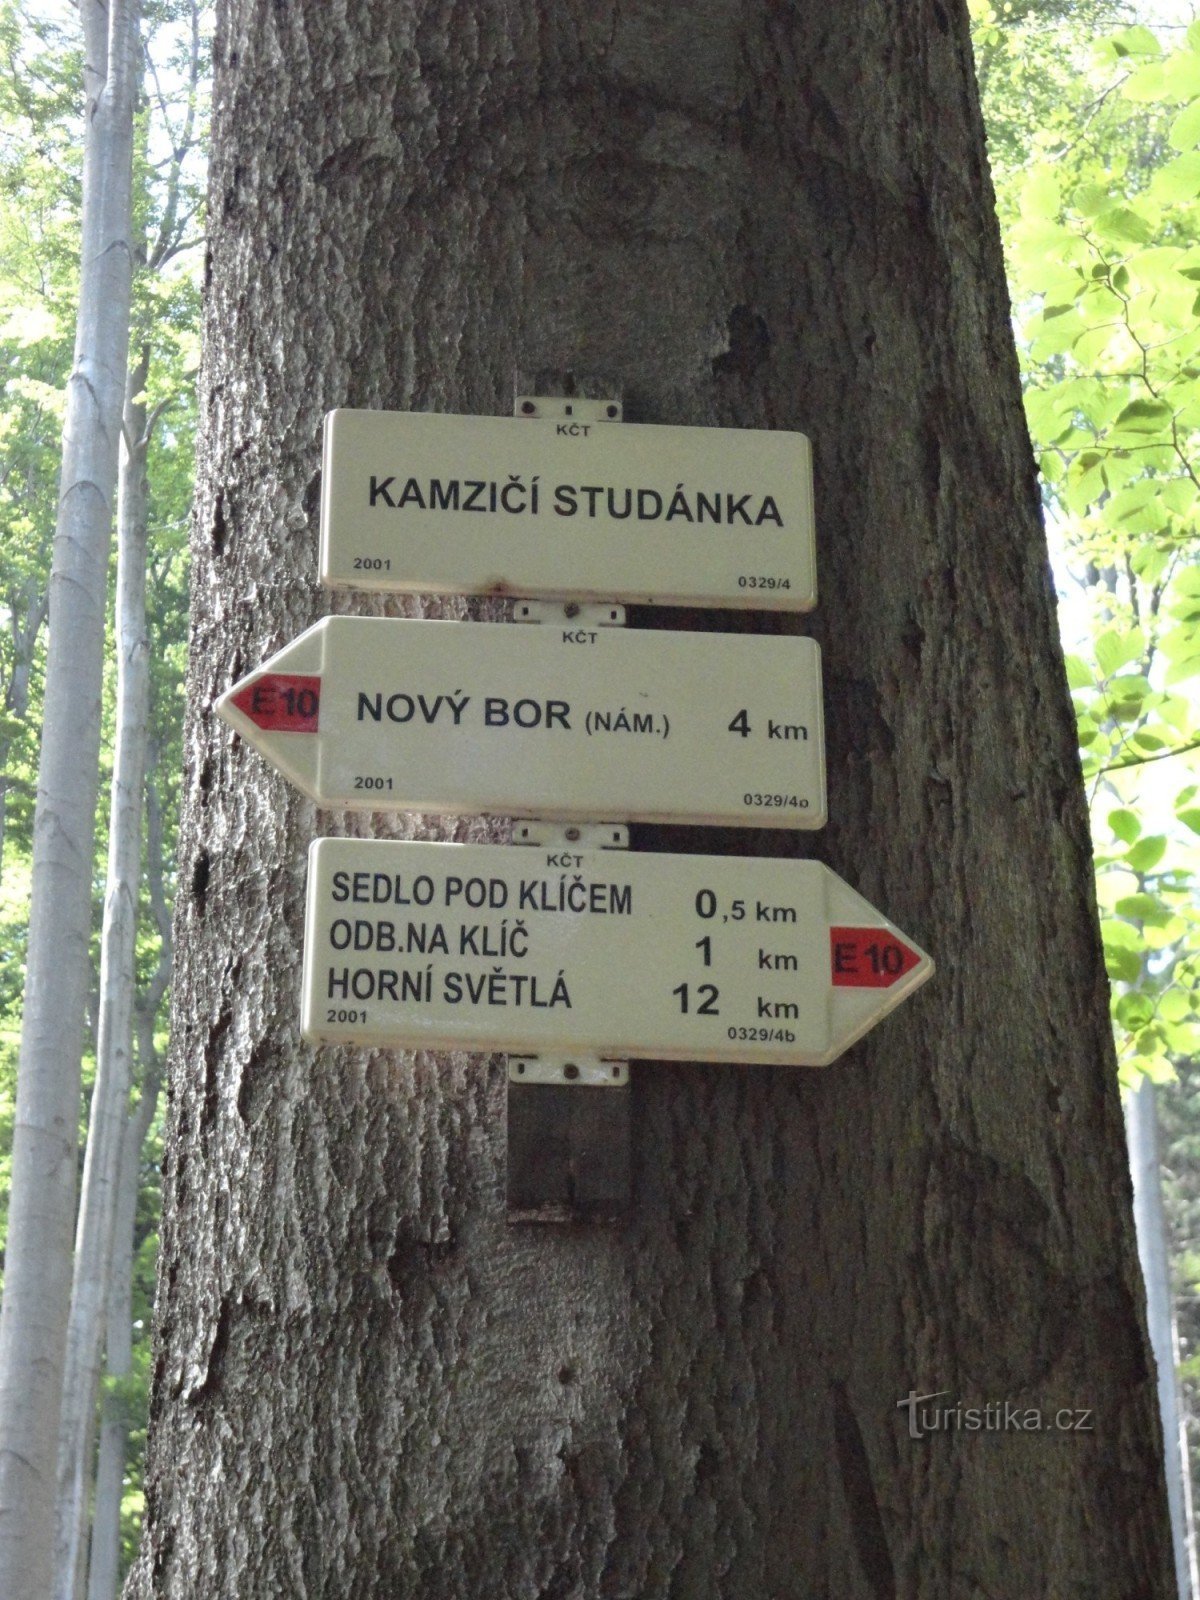 KČT
KAMZIČÍ STUDÁNKA
2001 0329/4
KČT
E10 NOVÝ BOR (NÁM.) 4 km
2001 0329/4b
KČT
SEDLO POD KLÍČEM 0,5 km
ODB.NA KLÍČ 1 km E10
HORNÍ SVĚTLÁ 12 km
2001 0329/4b
Turistika.cz